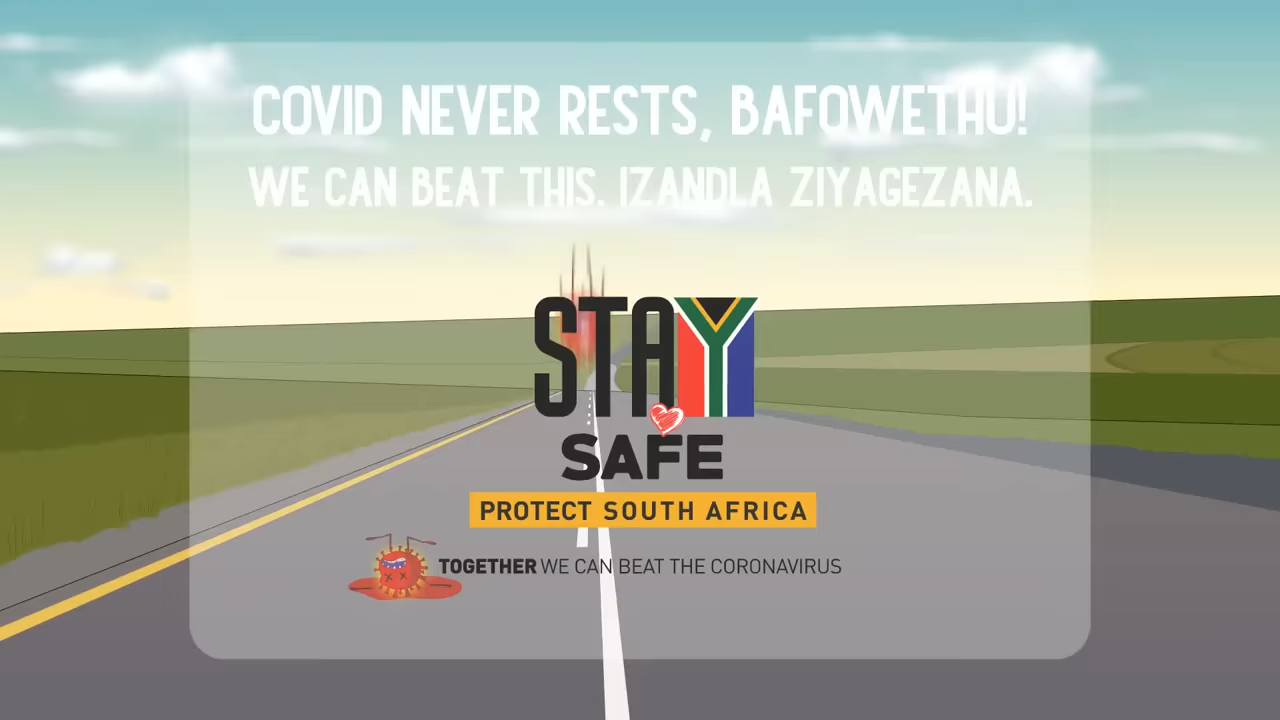 COVID NEVER RESTS, BAFOWETHU!
WE CAN BEAT THIS. IZANDLA ZIYAGEZANA.
STAY
SAFE
PROTECT SOUTH AFRICA
TOGETHER WE CAN BEAT THE CORONAVIRUS